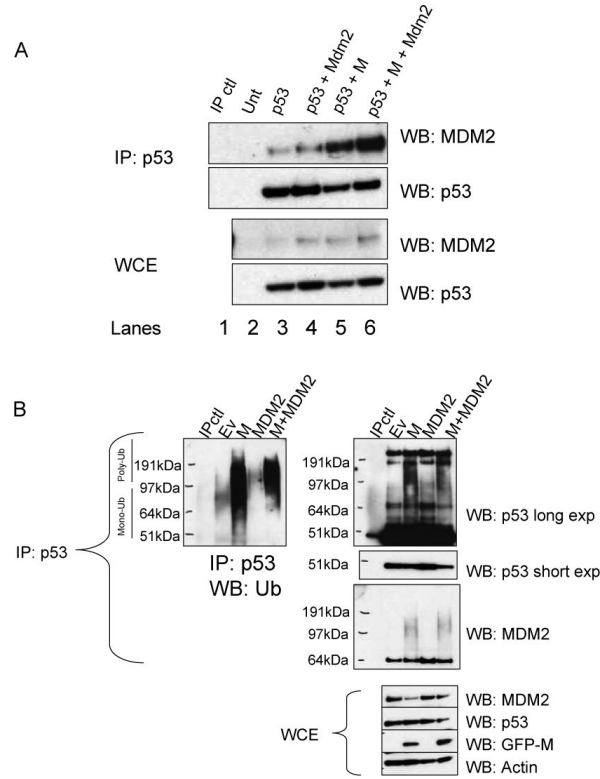 A
IP ctl
Unt
p53
p53 + Mdm2
p53 + M
p53 + M + Mdm2
IP: p53
WB: MDM2
WB: p53
WCE
WB: MDM2
WB: p53
Lanes 1 2 3 4 5 6
B
IPctl
Ev
M
MDM2
M+MDM2
IPctl
Ev
M
MDM2
M+MDM2
IP: p53
Poly-Ub
Mono-Ub
191kDa
97kDa
64kDa
51kDa
IP: p53
WB: Ub
191kDa
97kDa
64kDa
51kDa
WB: p53 long exp
51kDa
WB: p53 short exp
191kDa
97kDa
64kDa
WB: MDM2
WCE
WB: MDM2
WB: p53
WB: GFP-M
WB: Actin